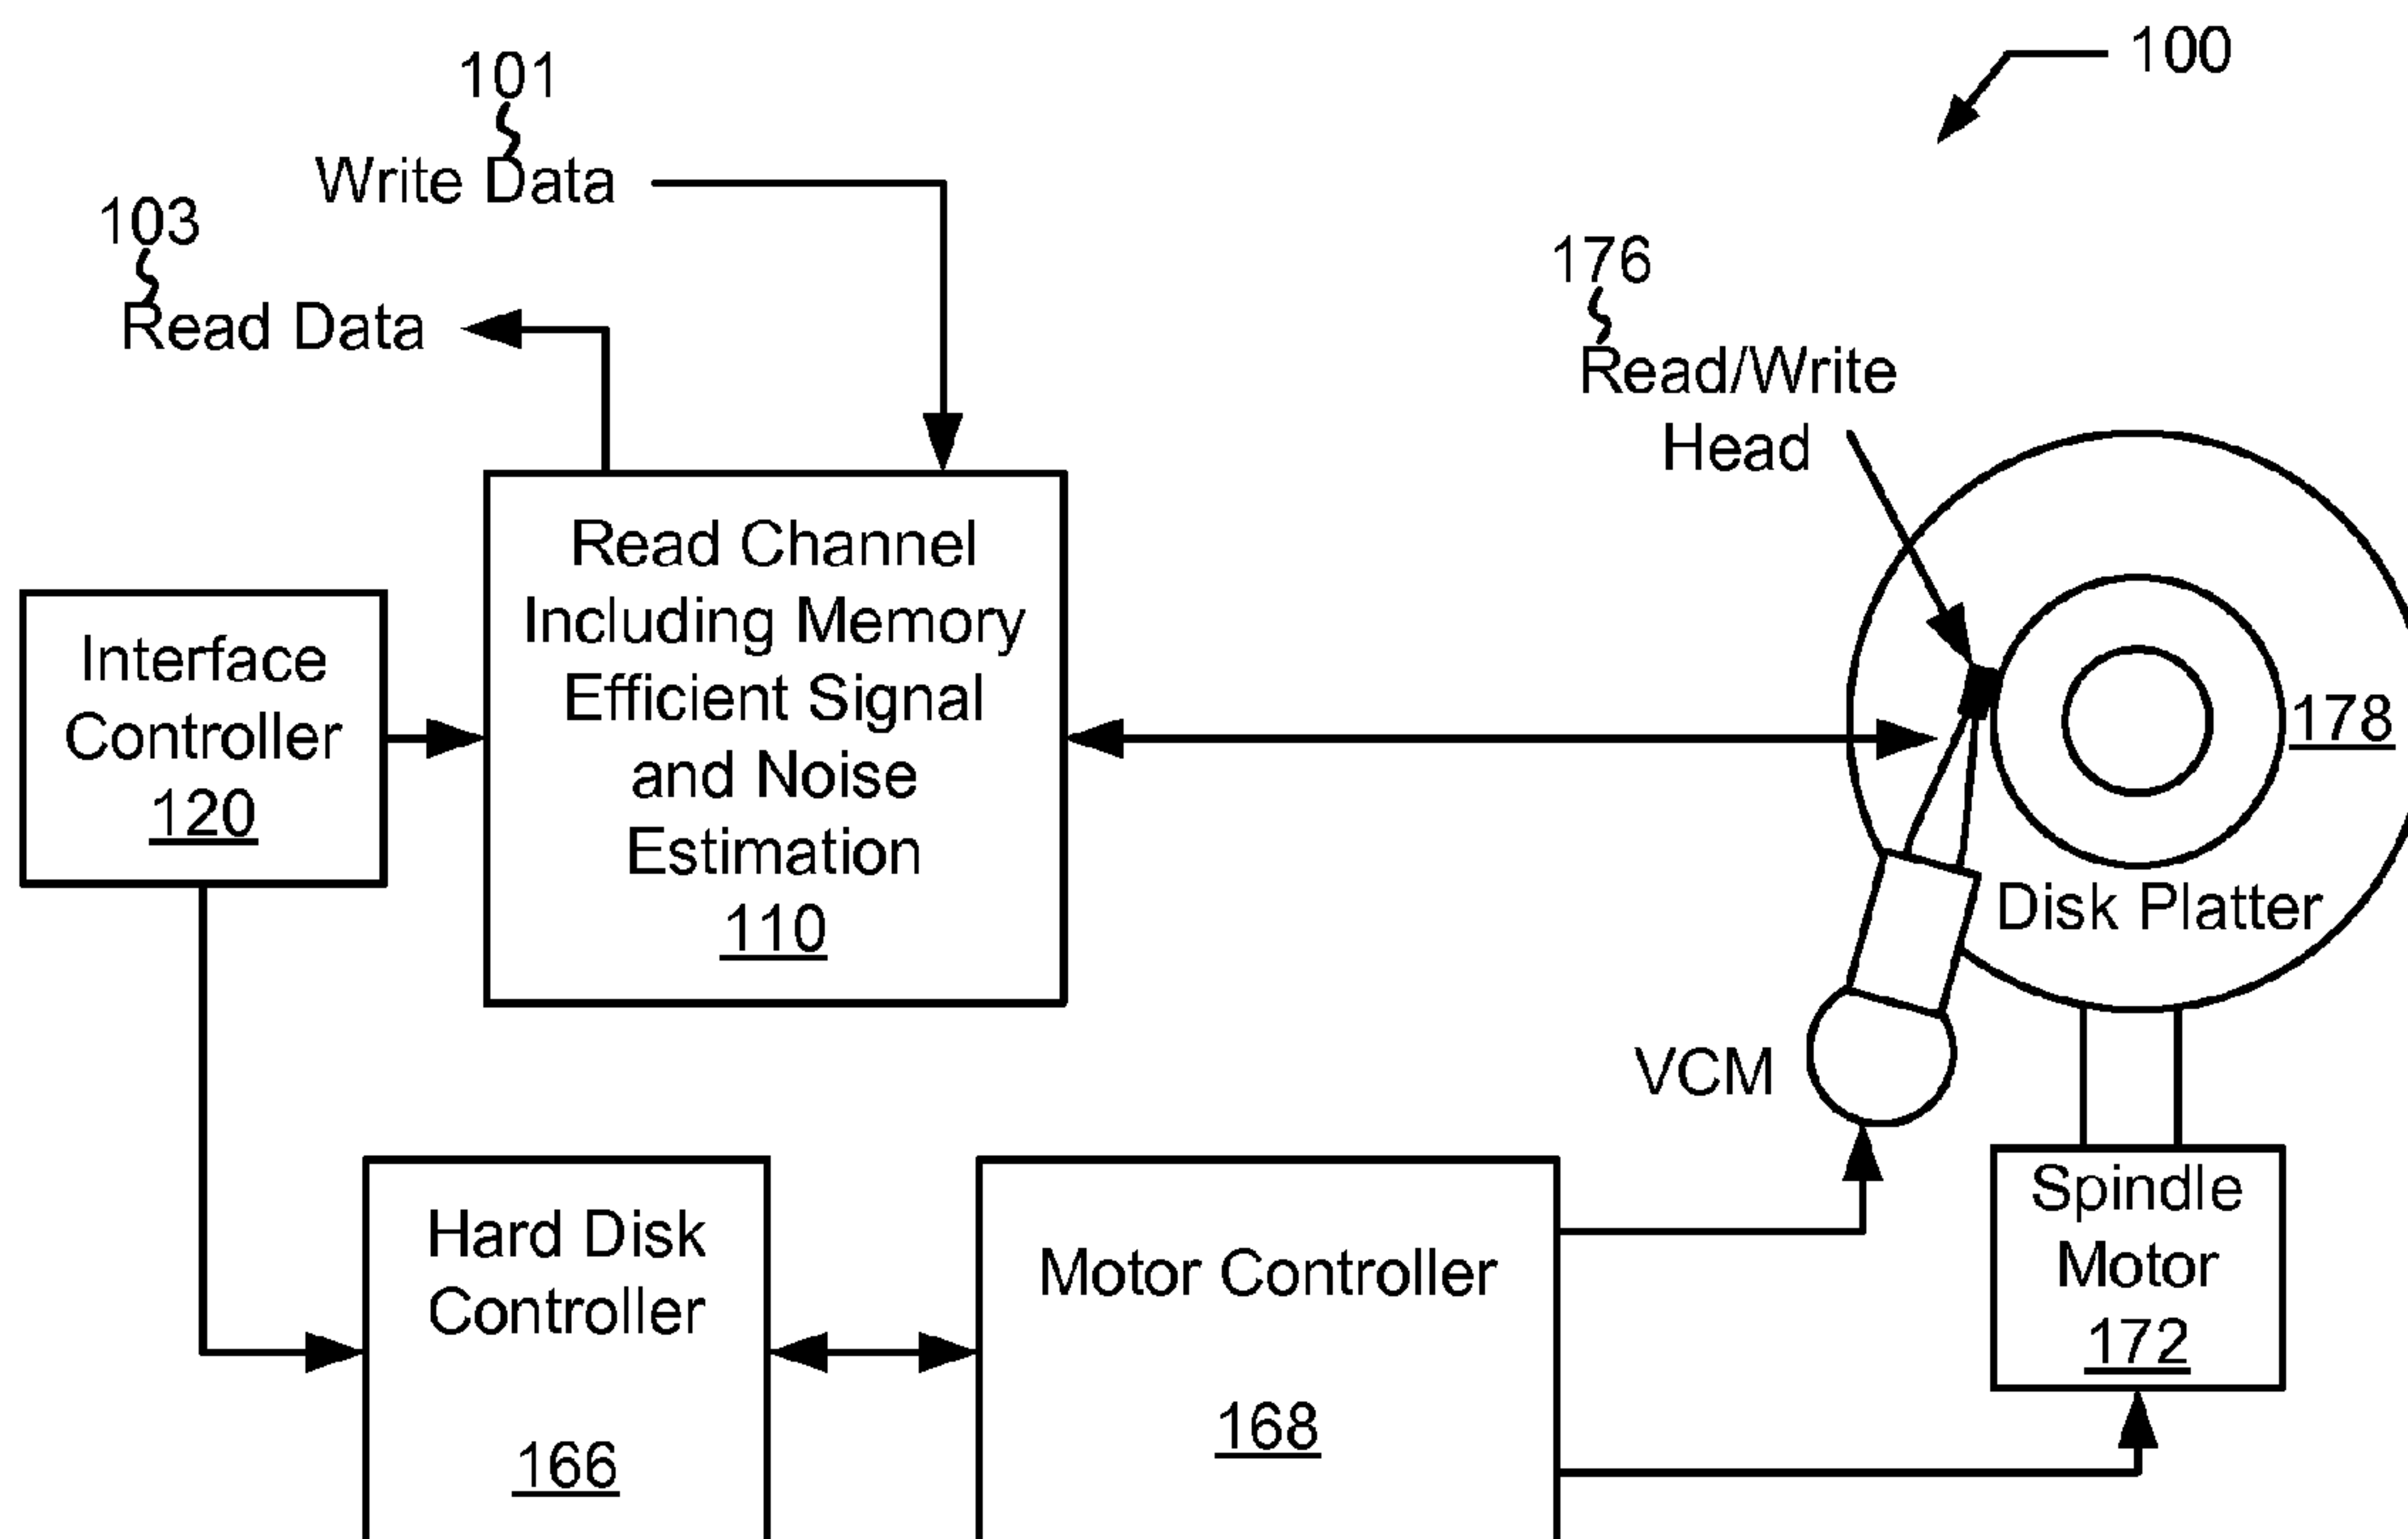 100
101
Write Data
103
Read Data
176
Read/Write
Head
Read Channel
Including Memory
Efficient Signal
and Noise
Estimation
110
Interface
Controller
120
178
Disk Platter
VCM
Hard Disk
Controller
166
Motor Controller
168
Spindle
Motor
172